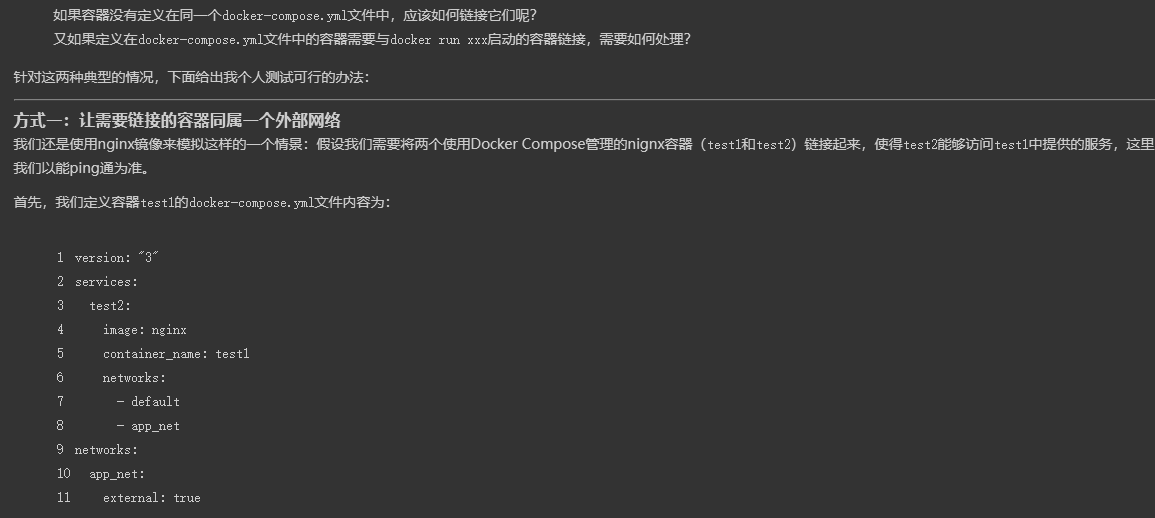 如果容器没有定义在同一个docker-compose.yml文件中，应该如何链接它们呢？
又如果定义在docker-compose.yml文件中的容器需要与docker run xxx启动的容器链接，需要如何处理？
针对这两种典型的情况，下面给出我个人测试可行的办法：
方式一：让需要链接的容器同属一个外部网络
我们还是使用nginx镜像来模拟这样的一个情景：假设我们需要将两个使用Docker Compose管理的nignx容器（test1和test2）链接起来，使得test2能够访问test1中提供的服务，这里
我们以能ping通为准。
首先，我们定义容器test1的docker-compose.yml文件内容为：
1 version: "3"
2 services:
3   test2:
4     image: nginx
5     container_name: test1
6     networks:
7       - default
8       - app_net
9 networks:
10   app_net:
11     external: true